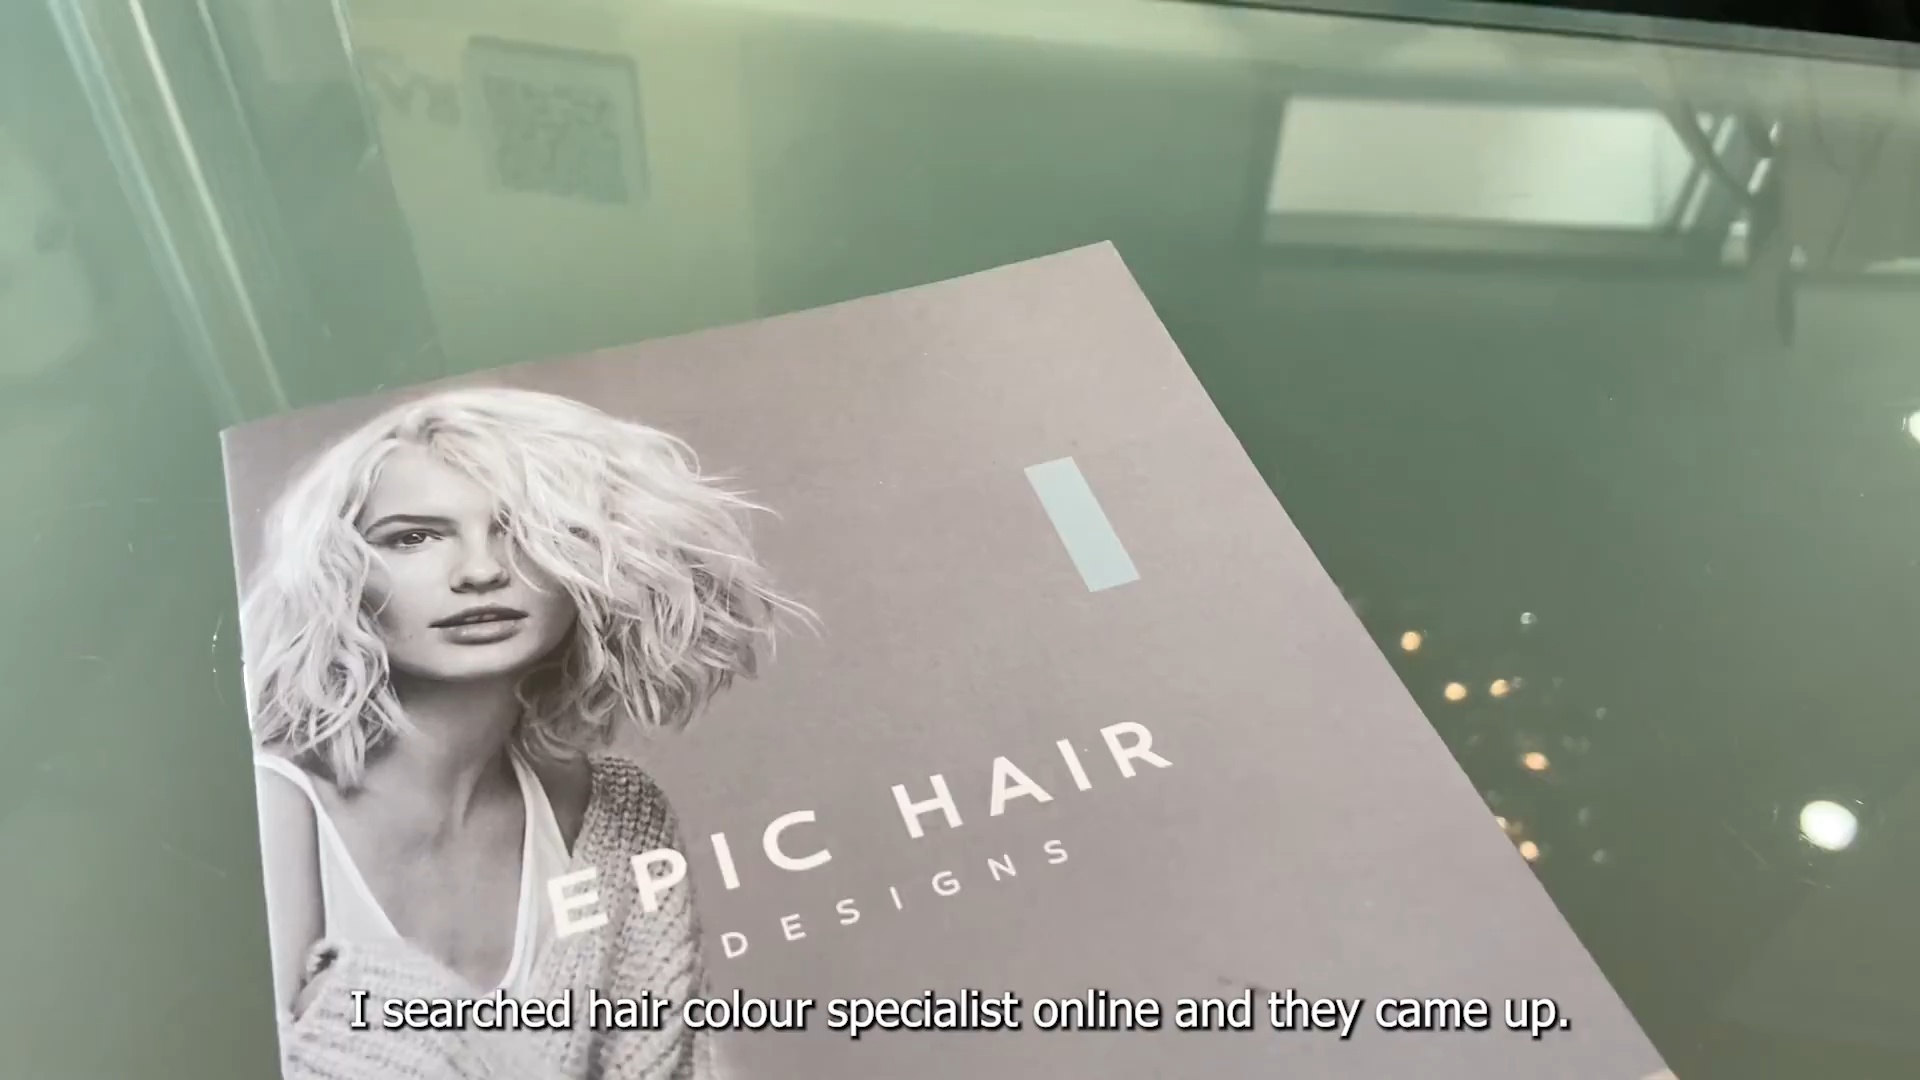 EPIC HAIR
DESIGNS
I searched hair colour specialist online and they came up.